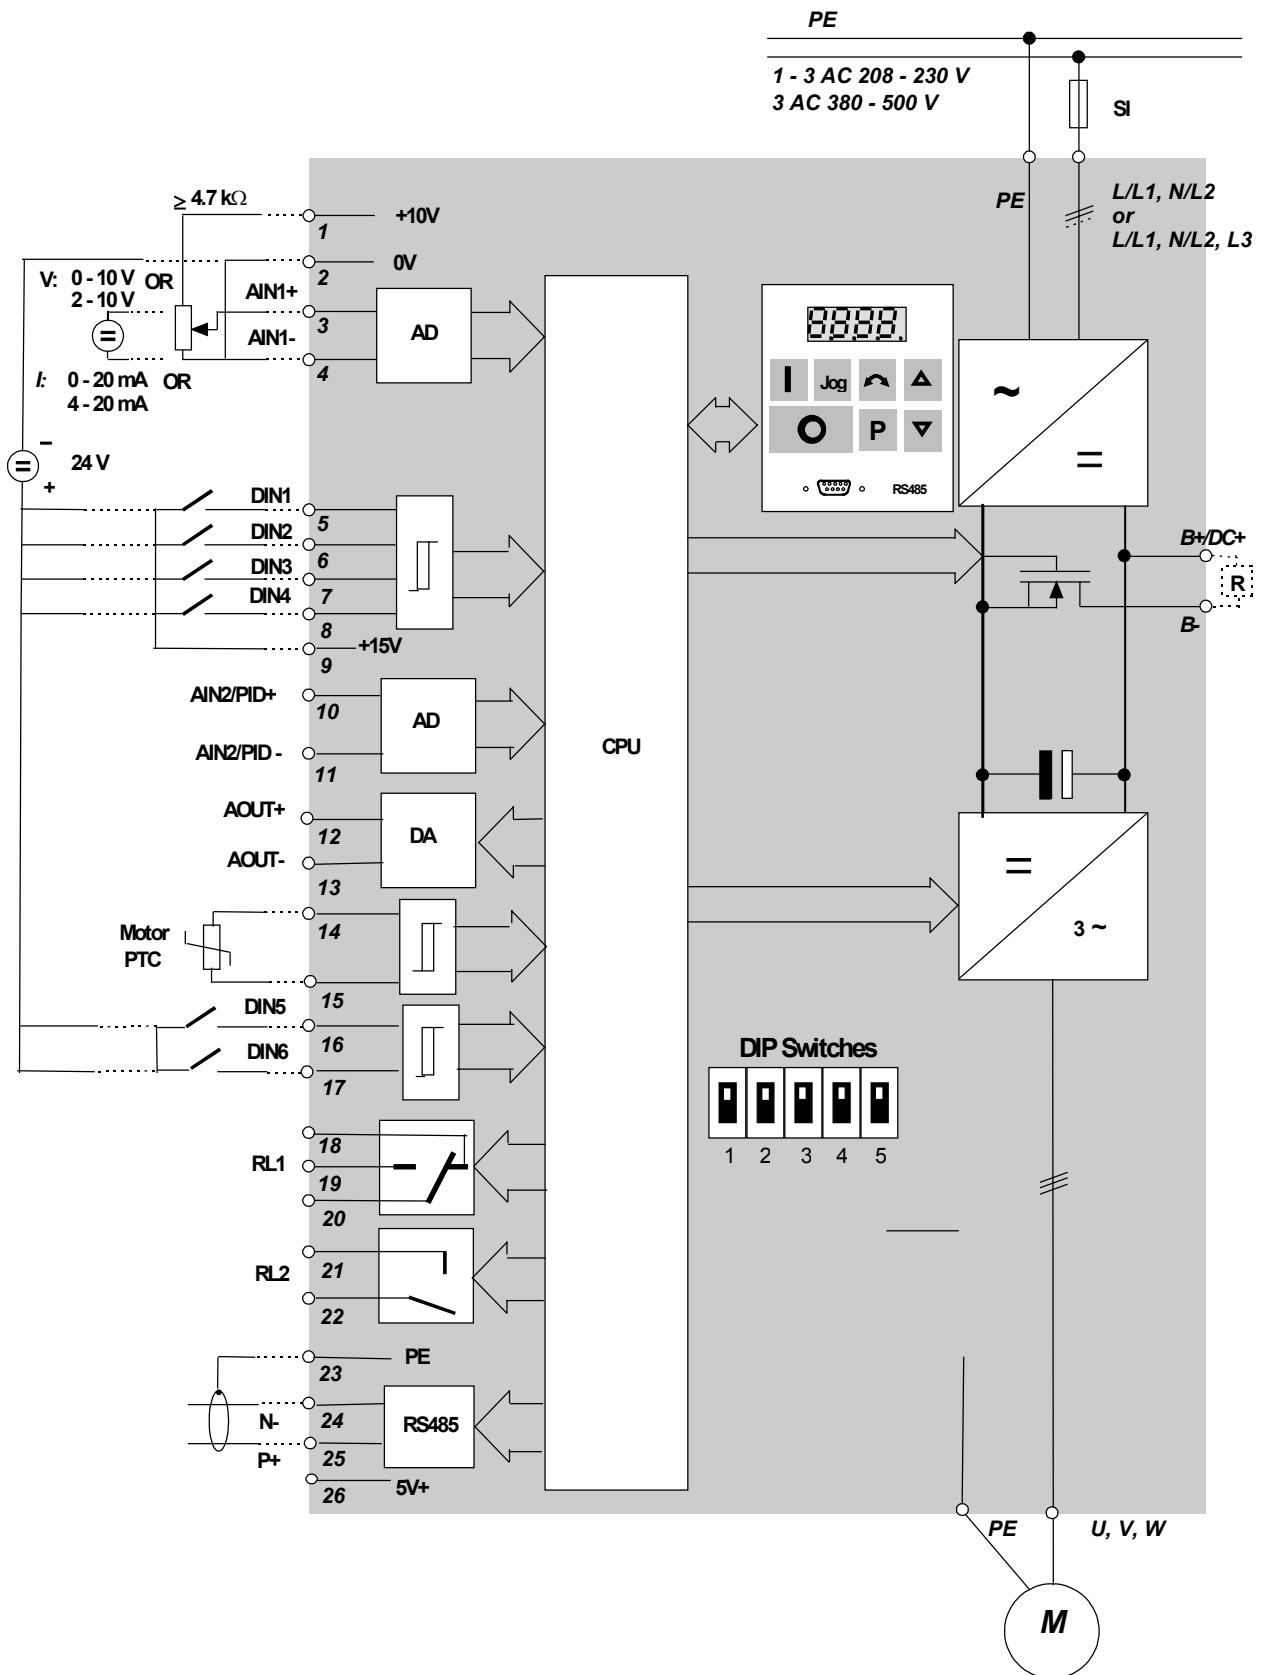 PE
1 - 3 AC 208 - 230 V
3 AC 380 - 500 V
SI
PE
L/L1, N/L2
or
L/L1, N/L2, L3
≥ 4.7 kΩ
1
+10V
2
0V
V: 0 - 10 V OR
2 - 10 V
AIN1+
3
AIN1-
4
AD
I: 0 - 20 mA OR
4 - 20 mA
−
24 V
+
=
=
8.8.8.8.
Jog
P
RS485
~
=
DIN1
5
DIN2
6
DIN3
7
DIN4
8
+15V
9
B+/DC+
R
B-
AIN2/PID+
10
AD
AIN2/PID -
11
CPU
AOUT+
12
DA
AOUT-
13
=
3 ~
Motor
PTC
14
15
DIN5
16
DIN6
17
DIP Switches
1 2 3 4 5
18
RL1
19
20
21
RL2
22
23
PE
N-
24
RS485
P+
25
26
5V+
PE
U, V, W
M